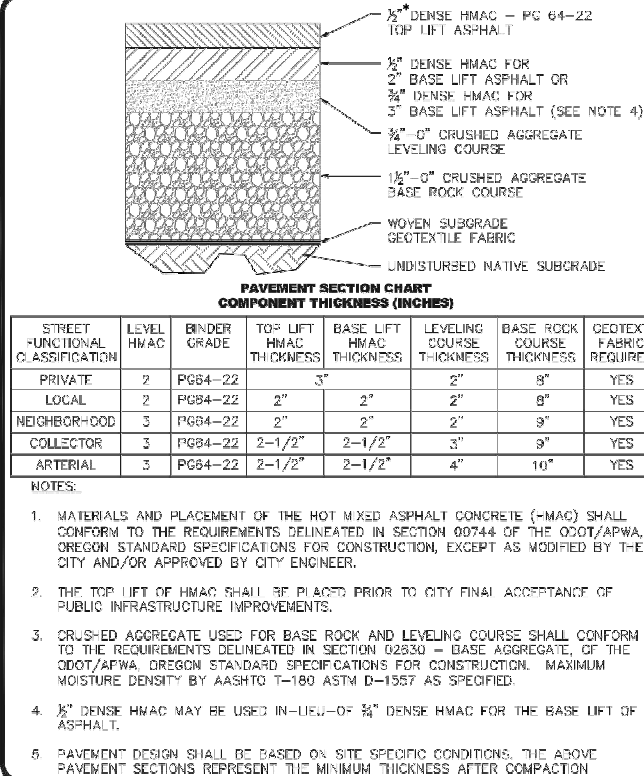 ½"* DENSE HMAC – PG 64–22
TOP LIFT ASPHALT
½" DENSE HMAC FOR
2" BASE LIFT ASPHALT OR
¾" DENSE HMAC FOR
3" BASE LIFT ASPHALT (SEE NOTE 4)
¾"–0" CRUSHED AGGREGATE
LEVELING COURSE
1½"–0" CRUSHED AGGREGATE
BASE ROCK COURSE
WOVEN SUBGRADE
GEOTEXTILE FABRIC
UNDISTURBED NATIVE SUBGRADE
PAVEMENT SECTION CHART
COMPONENT THICKNESS (INCHES)
STREET FUNCTIONAL CLASSIFICATION LEVEL HMAC BINDER GRADE TOP LIFT HMAC THICKNESS BASE LIFT HMAC THICKNESS LEVELING COURSE THICKNESS BASE ROCK COURSE THICKNESS GEOTEXT FABRIC REQUIRE
PRIVATE 2 PG64–22 3" 2" 8" YES
LOCAL 2 PG64–22 2" 2" 2" 8" YES
NEIGHBORHOOD 3 PG64–22 2" 2" 2" 9" YES
COLLECTOR 3 PG64–22 2–1/2" 2–1/2" 3" 9" YES
ARTERIAL 3 PG64–22 2–1/2" 2–1/2" 4" 10" YES
NOTES:
1. MATERIALS AND PLACEMENT OF THE HOT MIXED ASPHALT CONCRETE (HMAC) SHALL
CONFORM TO THE REQUIREMENTS DELINEATED IN SECTION 00744 OF THE ODOT/APWA,
OREGON STANDARD SPECIFICATIONS FOR CONSTRUCTION, EXCEPT AS MODIFIED BY THE
CITY AND/OR APPROVED BY CITY ENGINEER.
2. THE TOP LIFT OF HMAC SHALL BE PLACED PRIOR TO CITY FINAL ACCEPTANCE OF
PUBLIC INFRASTRUCTURE IMPROVEMENTS.
3. CRUSHED AGGREGATE USED FOR BASE ROCK AND LEVELING COURSE SHALL CONFORM
TO THE REQUIREMENTS DELINEATED IN SECTION 02630 – BASE AGGREGATE, OF THE
ODOT/APWA, OREGON STANDARD SPECIFICATIONS FOR CONSTRUCTION. MAXIMUM
MOISTURE DENSITY BY AASHTO T–180 ASTM D–1557 AS SPECIFIED.
4. ½" DENSE HMAC MAY BE USED IN–LIEU–OF ¾" DENSE HMAC FOR THE BASE LIFT OF
ASPHALT.
5. PAVEMENT DESIGN SHALL BE BASED ON SITE SPECIFIC CONDITIONS. THE ABOVE
PAVEMENT SECTIONS REPRESENT THE MINIMUM THICKNESS AFTER COMPACTION